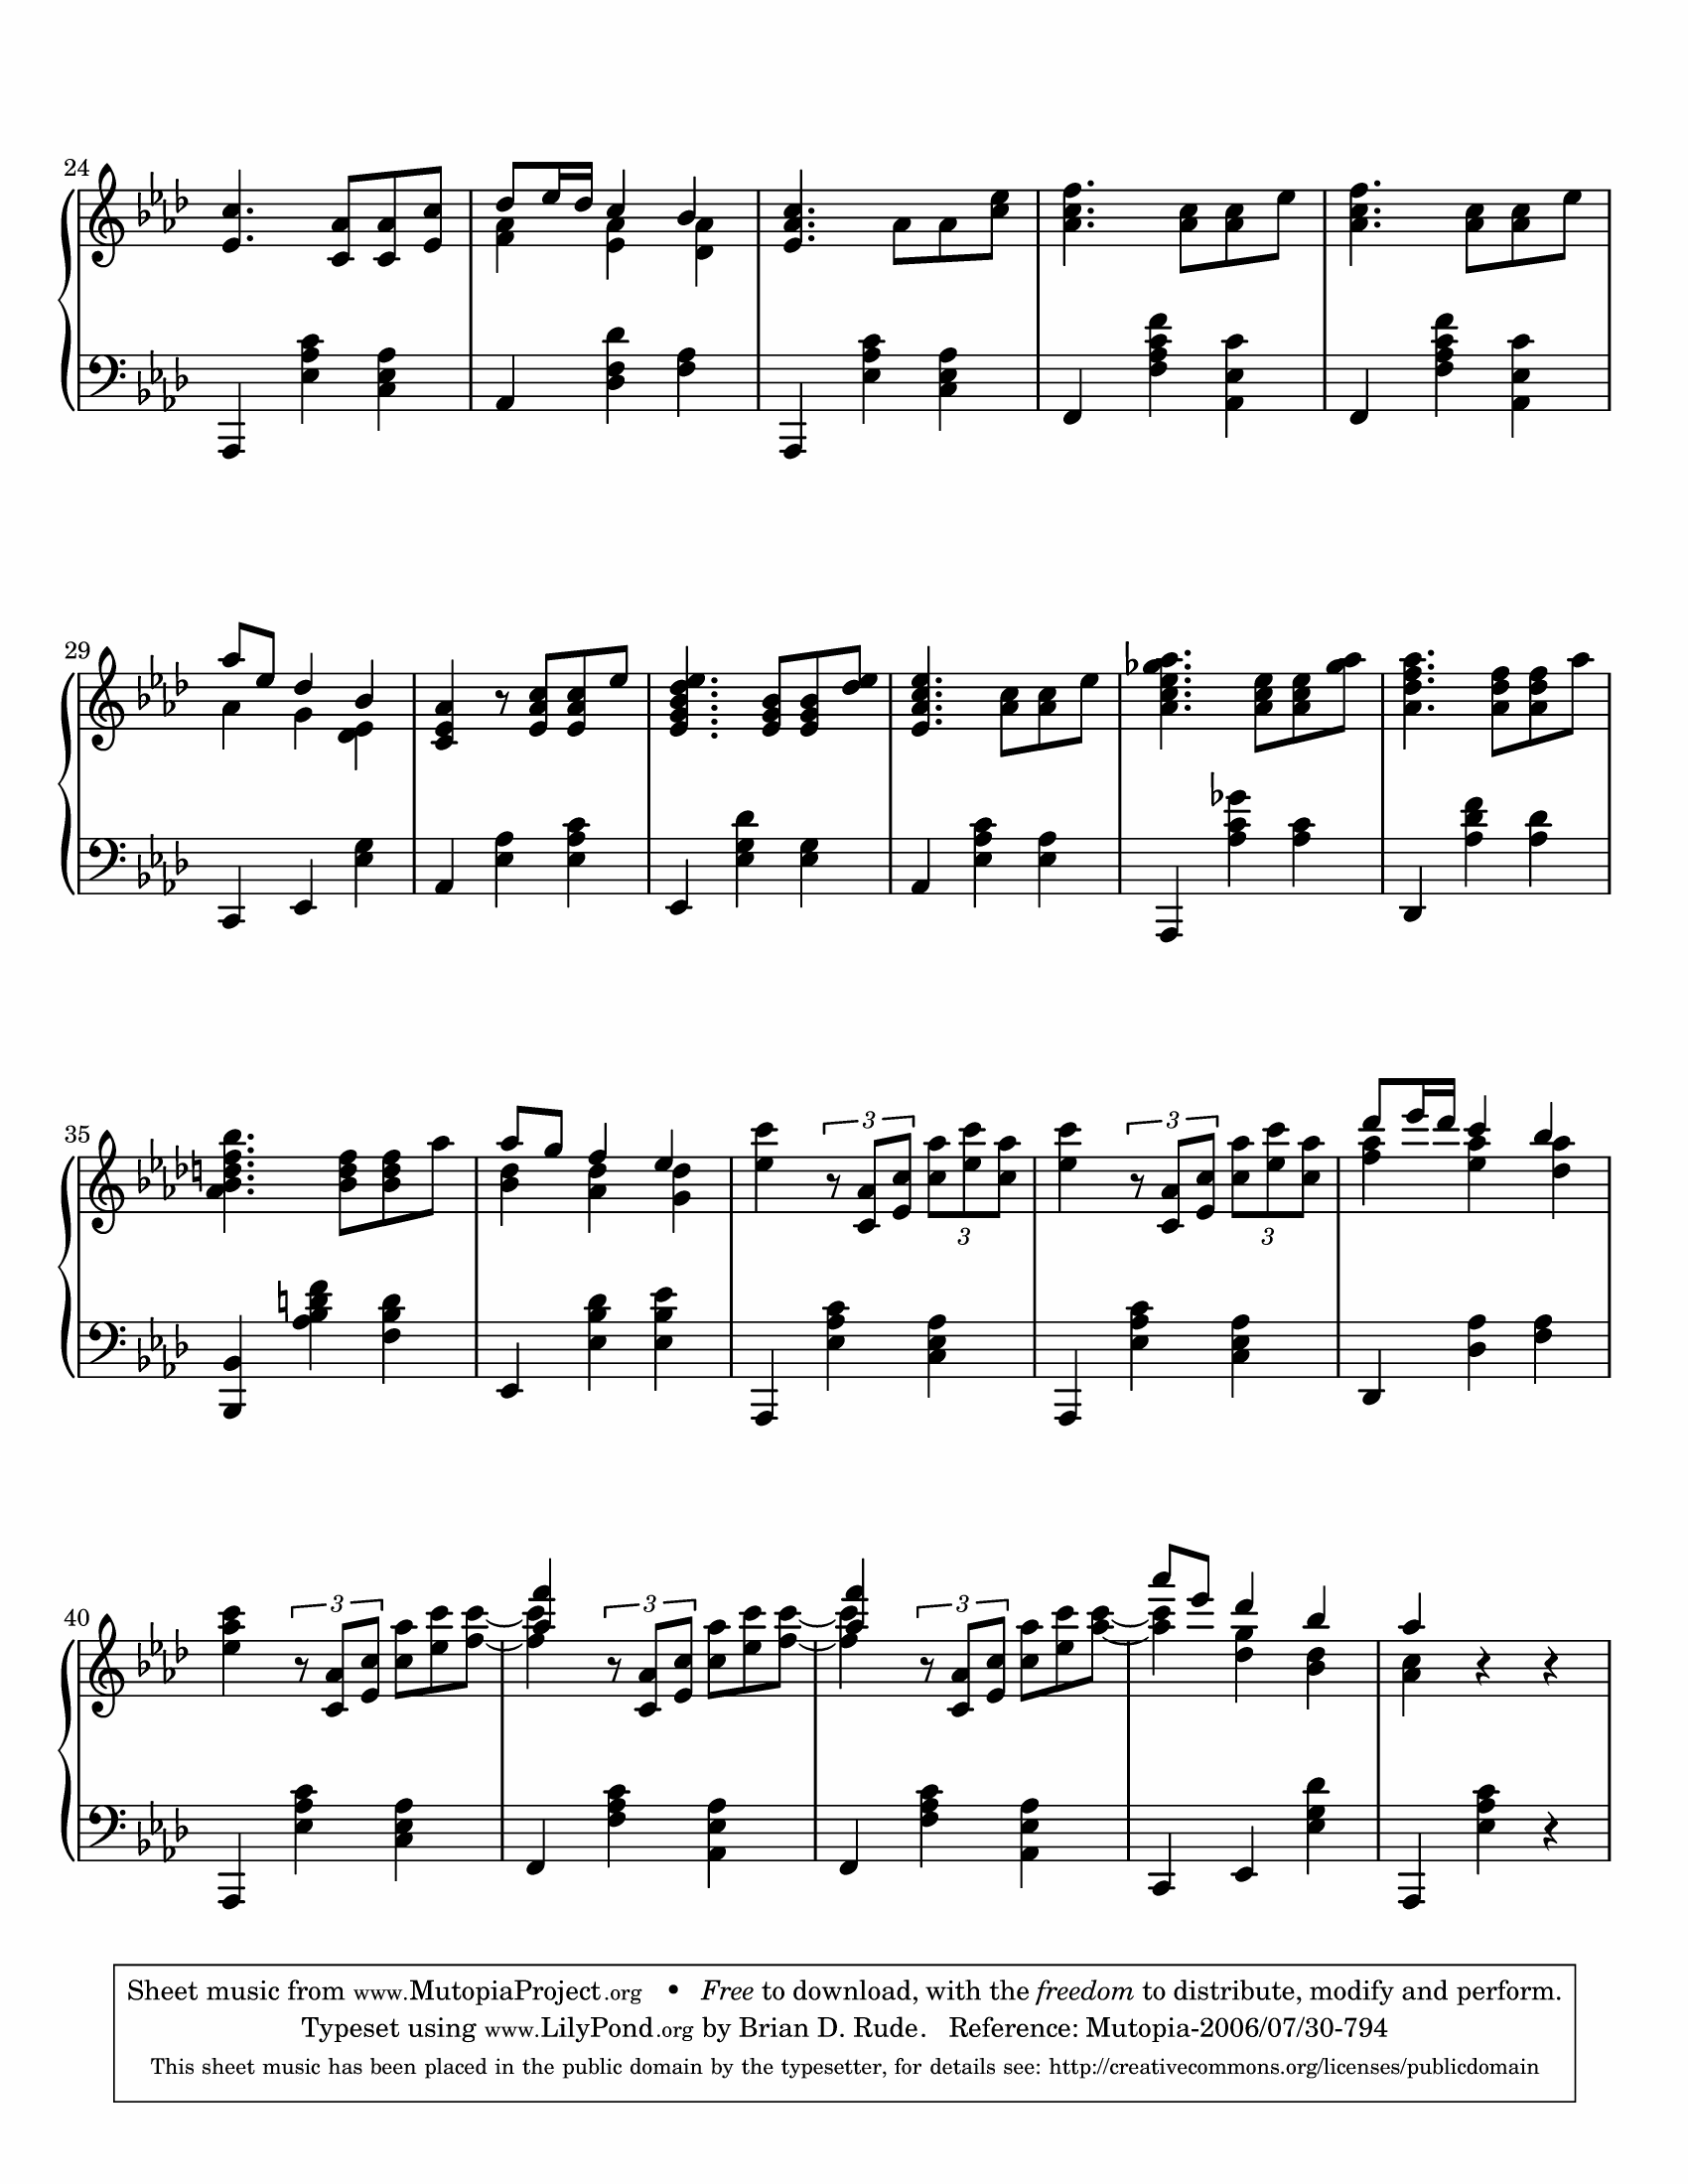 24
29
35
3 3 3 3
40
3 3 3
Sheet music from www.MutopiaProject.org • Free to download, with the freedom to distribute, modify and perform.
Typeset using www.LilyPond.org by Brian D. Rude. Reference: Mutopia-2006/07/30-794
This sheet music has been placed in the public domain by the typesetter, for details see: http://creativecommons.org/licenses/publicdomain